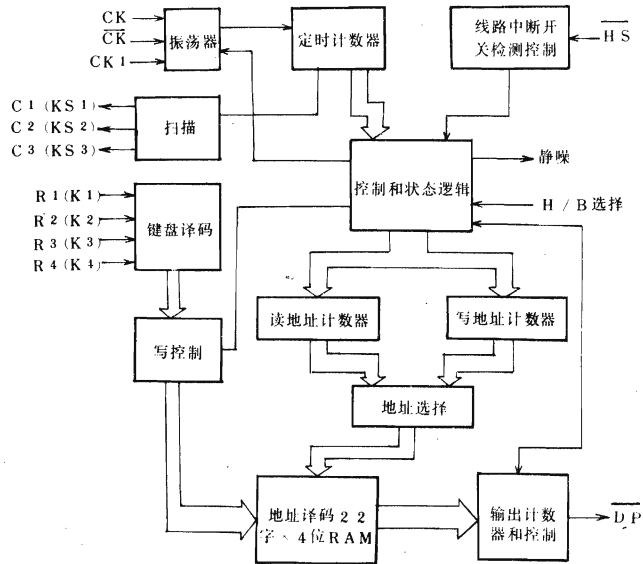 CK
C̅K̅
CK1
振荡器
定时计数器
线路中断开
关检测控制
H̅S̅
C1(KS1)
C2(KS2)
C3(KS3)
扫描
控制和状态逻辑
静噪
H/B选择
R1(K1)
R2(K2)
R3(K3)
R4(K4)
键盘译码
读地址计数器
写地址计数器
写控制
地址选择
地址译码22
字×4位RAM
输出计数
器和控制
D̅P̅